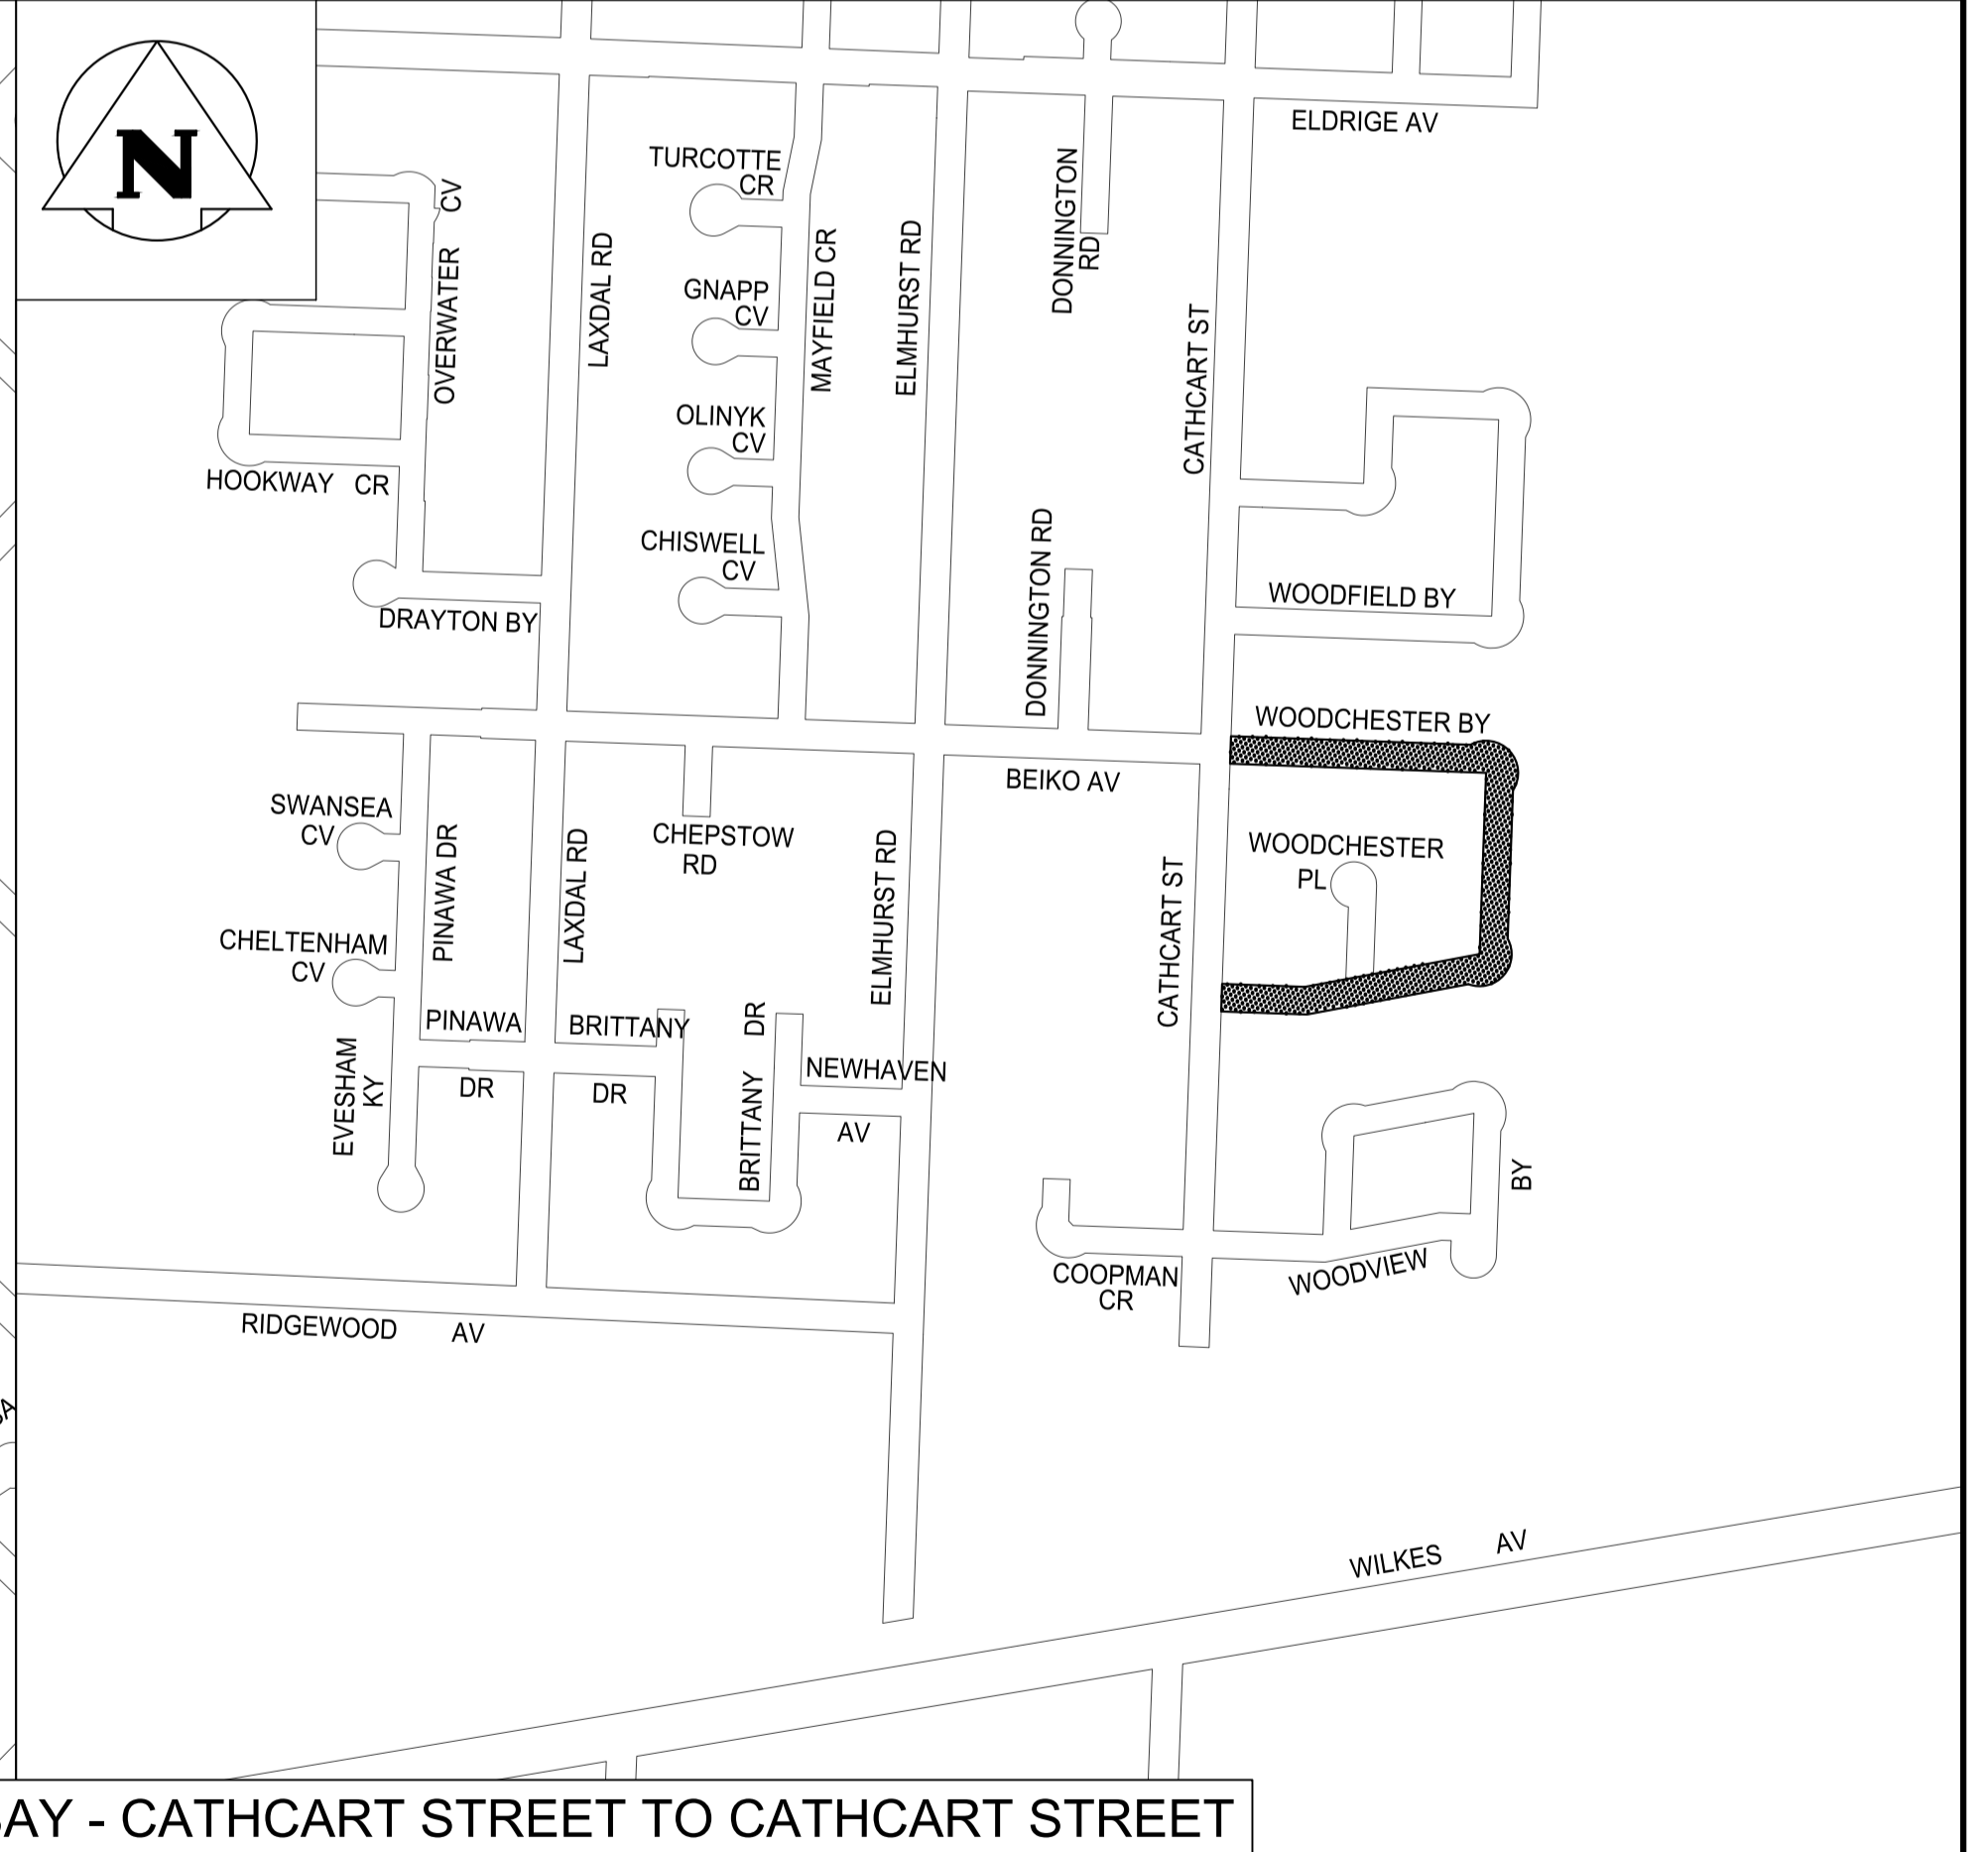 N
ELDRIGE AV
TURCOTTE
CR
CV
OVERWATER
LAXDAL RD
GNAPP
CV
MAYFIELD CR
ELMHURST RD
DONNINGTON
RD
CATHCART ST
OLINYK
CV
HOOKWAY CR
CHISWELL
CV
DONNINGTON RD
WOODFIELD BY
DRAYTON BY
WOODCHESTER BY
BEIKO AV
SWANSEA
CV
PINAWA DR
LAXDAL RD
CHEPSTOW
RD
ELMHURST RD
CATHCART ST
WOODCHESTER
PL
CHELTENHAM
CV
PINAWA
DR
BRITTANY
DR
BRITTANY DR
NEWHAVEN
AV
EVESHAM
KY
BY
COOPMAN
CR
WOODVIEW
RIDGEWOOD AV
WILKES AV
AY - CATHCART STREET TO CATHCART STREET